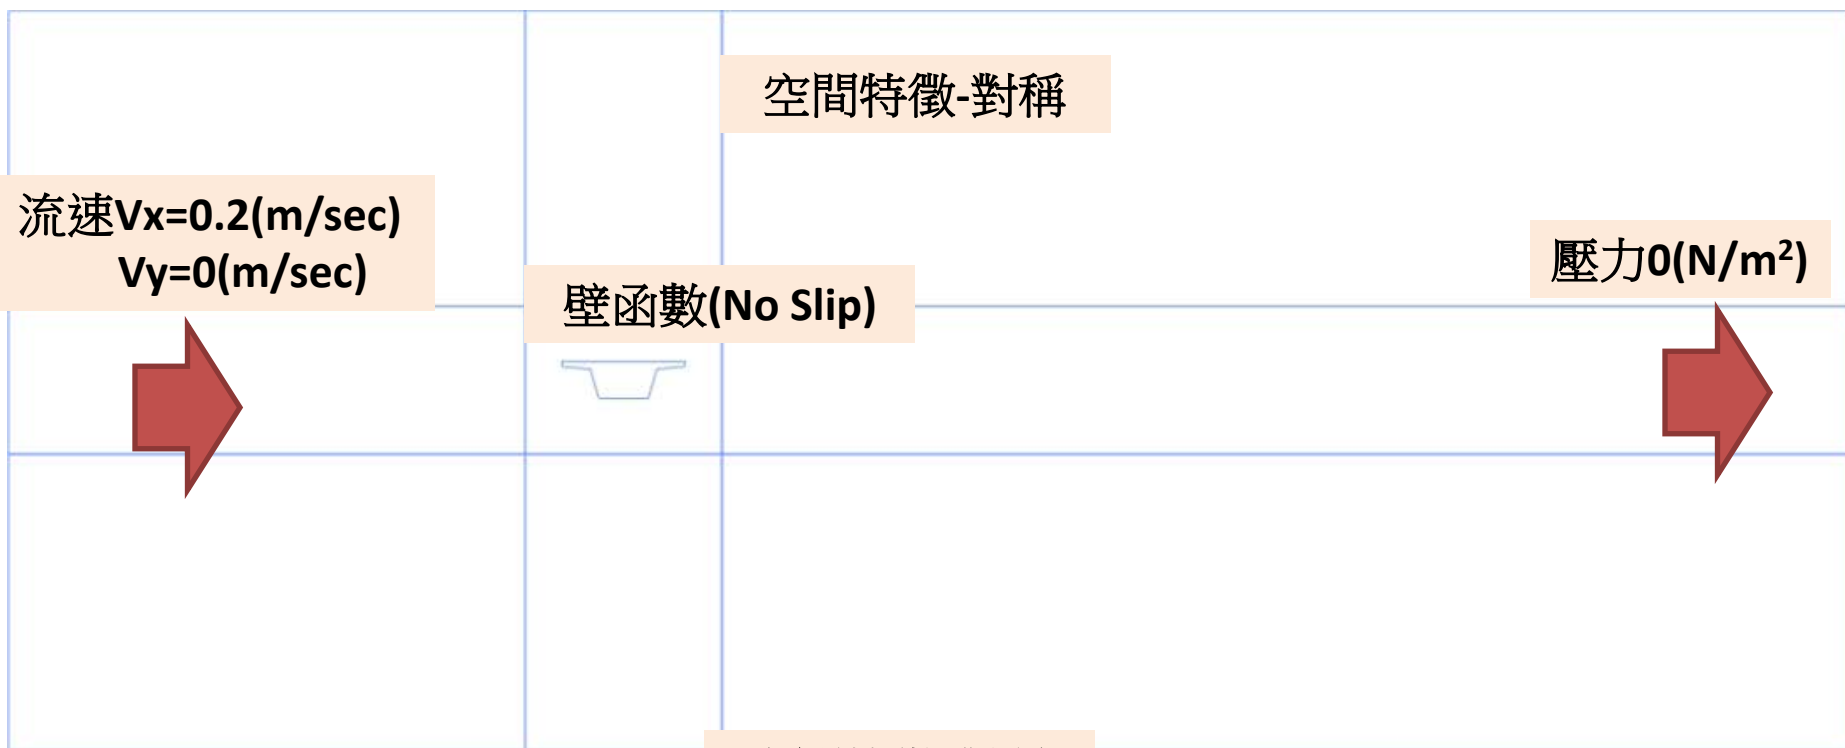 空間特徵-對稱
流速Vx=0.2(m/sec)
Vy=0(m/sec)
壓力0(N/m²)
壁函數(No Slip)